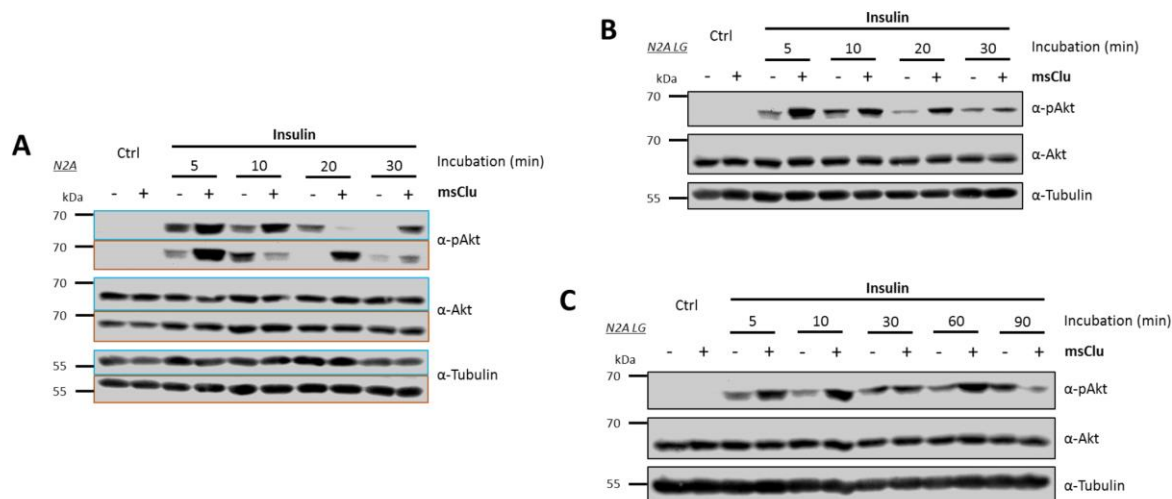 A
Insulin
N2A
Ctrl
5 10 20 30
Incubation (min)
kDa
- + - + - + - + - +
msClu
70
70
α-pAkt
70
70
α-Akt
55
55
α-Tubulin
B
Insulin
N2A LG
Ctrl
5 10 20 30
Incubation (min)
kDa
- + - + - + - + - +
msClu
70
α-pAkt
70
α-Akt
55
α-Tubulin
C
Insulin
N2A LG
Ctrl
5 10 30 60 90
Incubation (min)
kDa
- + - + - + - + - + - +
msClu
70
α-pAkt
70
α-Akt
55
α-Tubulin